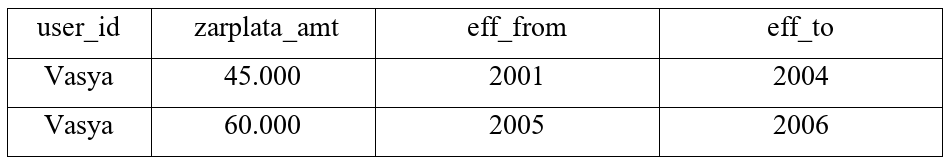 user_id zarplata_amt eff_from eff_to
Vasya 45.000 2001 2004
Vasya 60.000 2005 2006